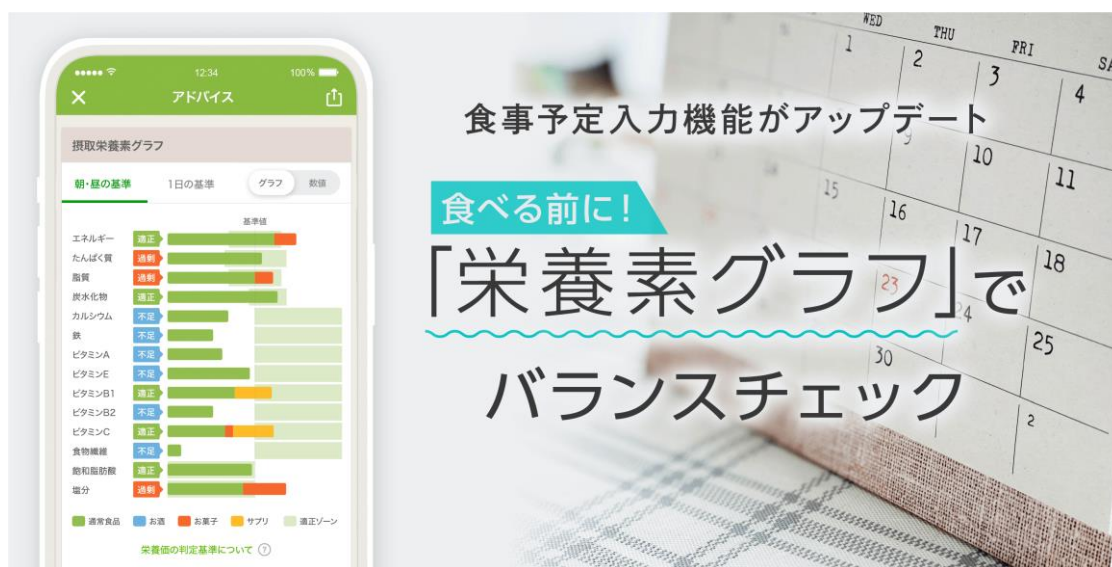 12:34
100%
アドバイス
摂取栄養素グラフ
朝・昼の基準
1日の基準
グラフ
数値
基準値
エネルギー 適正
たんぱく質 過剰
脂質 過剰
炭水化物 適正
カルシウム 不足
鉄 不足
ビタミンA 不足
ビタミンE 不足
ビタミンB1 適正
ビタミンB2 不足
ビタミンC 適正
食物繊維 不足
飽和脂肪酸 適正
塩分 過剰
通常食品 お酒 お菓子 サプリ 適正ゾーン
栄養価の判定基準について ?
食事予定入力機能がアップデート
食べる前に!
「栄養素グラフ」で
バランスチェック
WED THU FRI
1 2 3 4
9 10 11
15 16 17 18
23 24 25
30
2